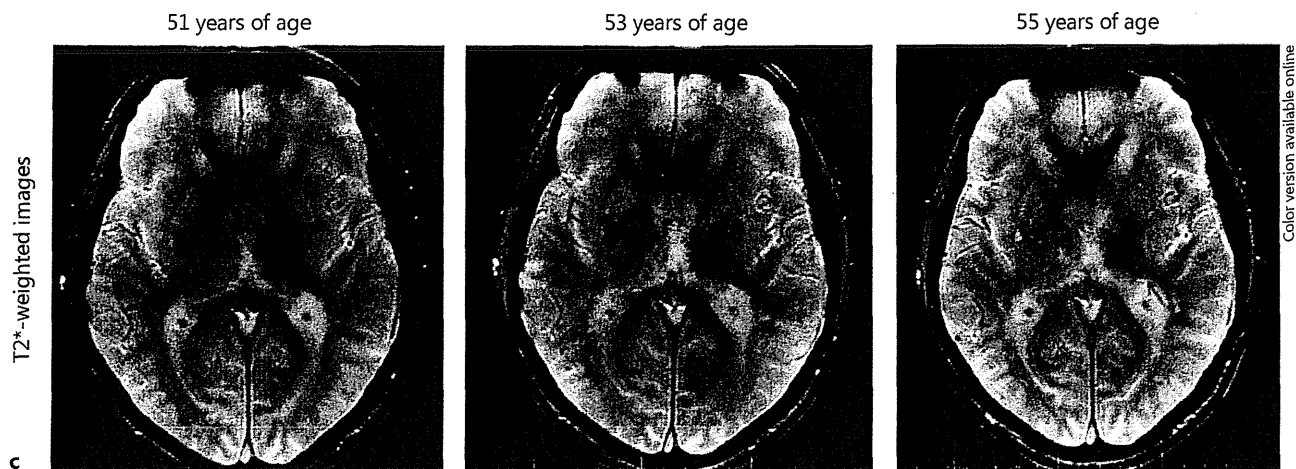 51 years of age
53 years of age
55 years of age
T2*-weighted images
Color version available online
c